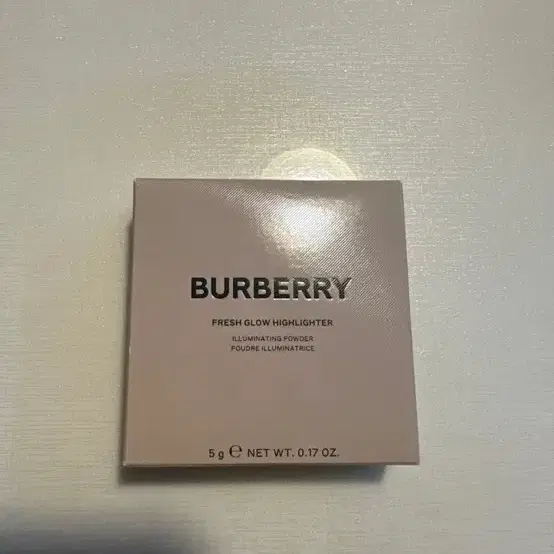 BURBERRY
FRESH GLOW HIGHLIGHTER
ILLUMINATING POWDER
POUDRE ILLUMINATRICE
5 g ℮ NET WT. 0.17 OZ.